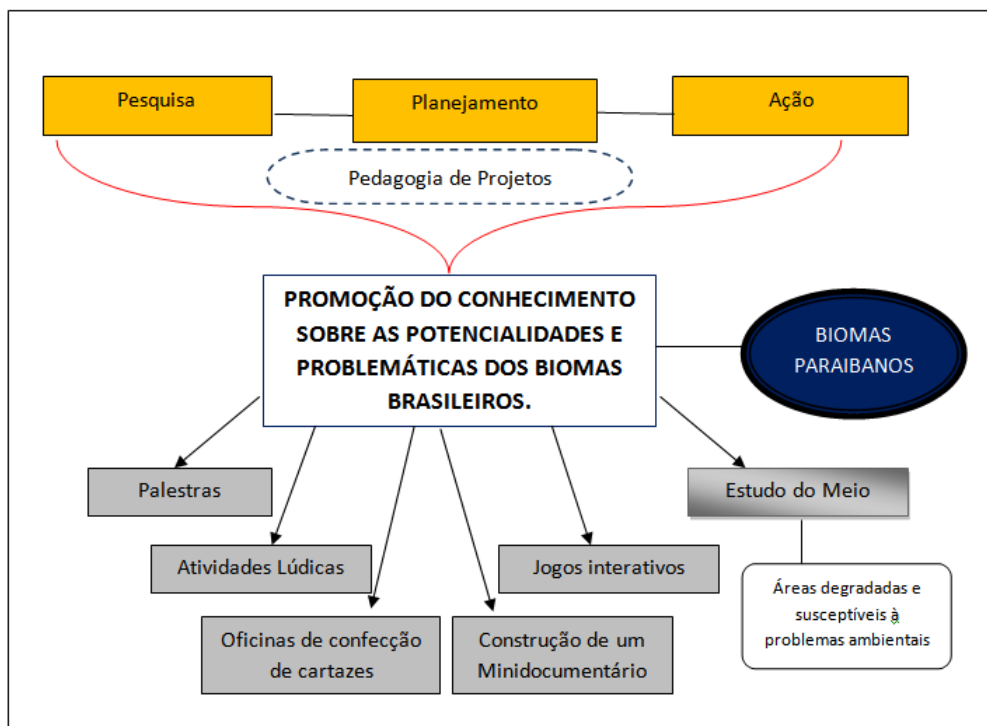 Pesquisa
Planejamento
Ação
Pedagogia de Projetos
PROMOÇÃO DO CONHECIMENTO
SOBRE AS POTENCIALIDADES E
PROBLEMÁTICAS DOS BIOMAS
BRASILEIROS.
BIOMAS
PARAIBANOS
Palestras
Estudo do Meio
Atividades Lúdicas
Jogos interativos
Áreas degradadas e
susceptíveis à
problemas ambientais
Oficinas de confecção
de cartazes
Construção de um
Minidocumentário